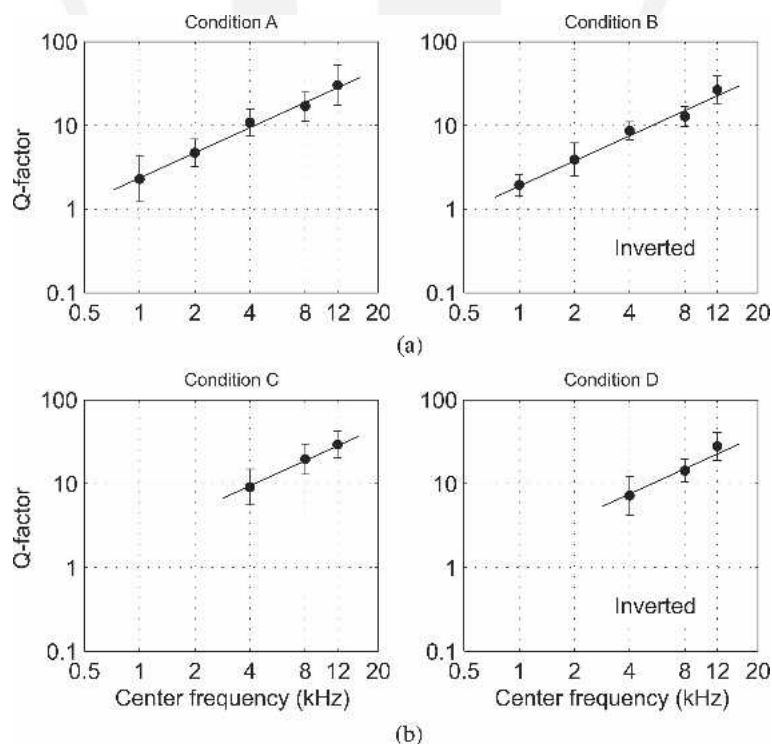 Condition A
Condition B
100
10
1
0.1
Q-factor
0.5 1 2 4 8 12 20
100
10
1
0.1
Inverted
0.5 1 2 4 8 12 20
(a)
Condition C
Condition D
100
10
1
0.1
Q-factor
0.5 1 2 4 8 12 20
Center frequency (kHz)
100
10
1
0.1
Inverted
0.5 1 2 4 8 12 20
Center frequency (kHz)
(b)